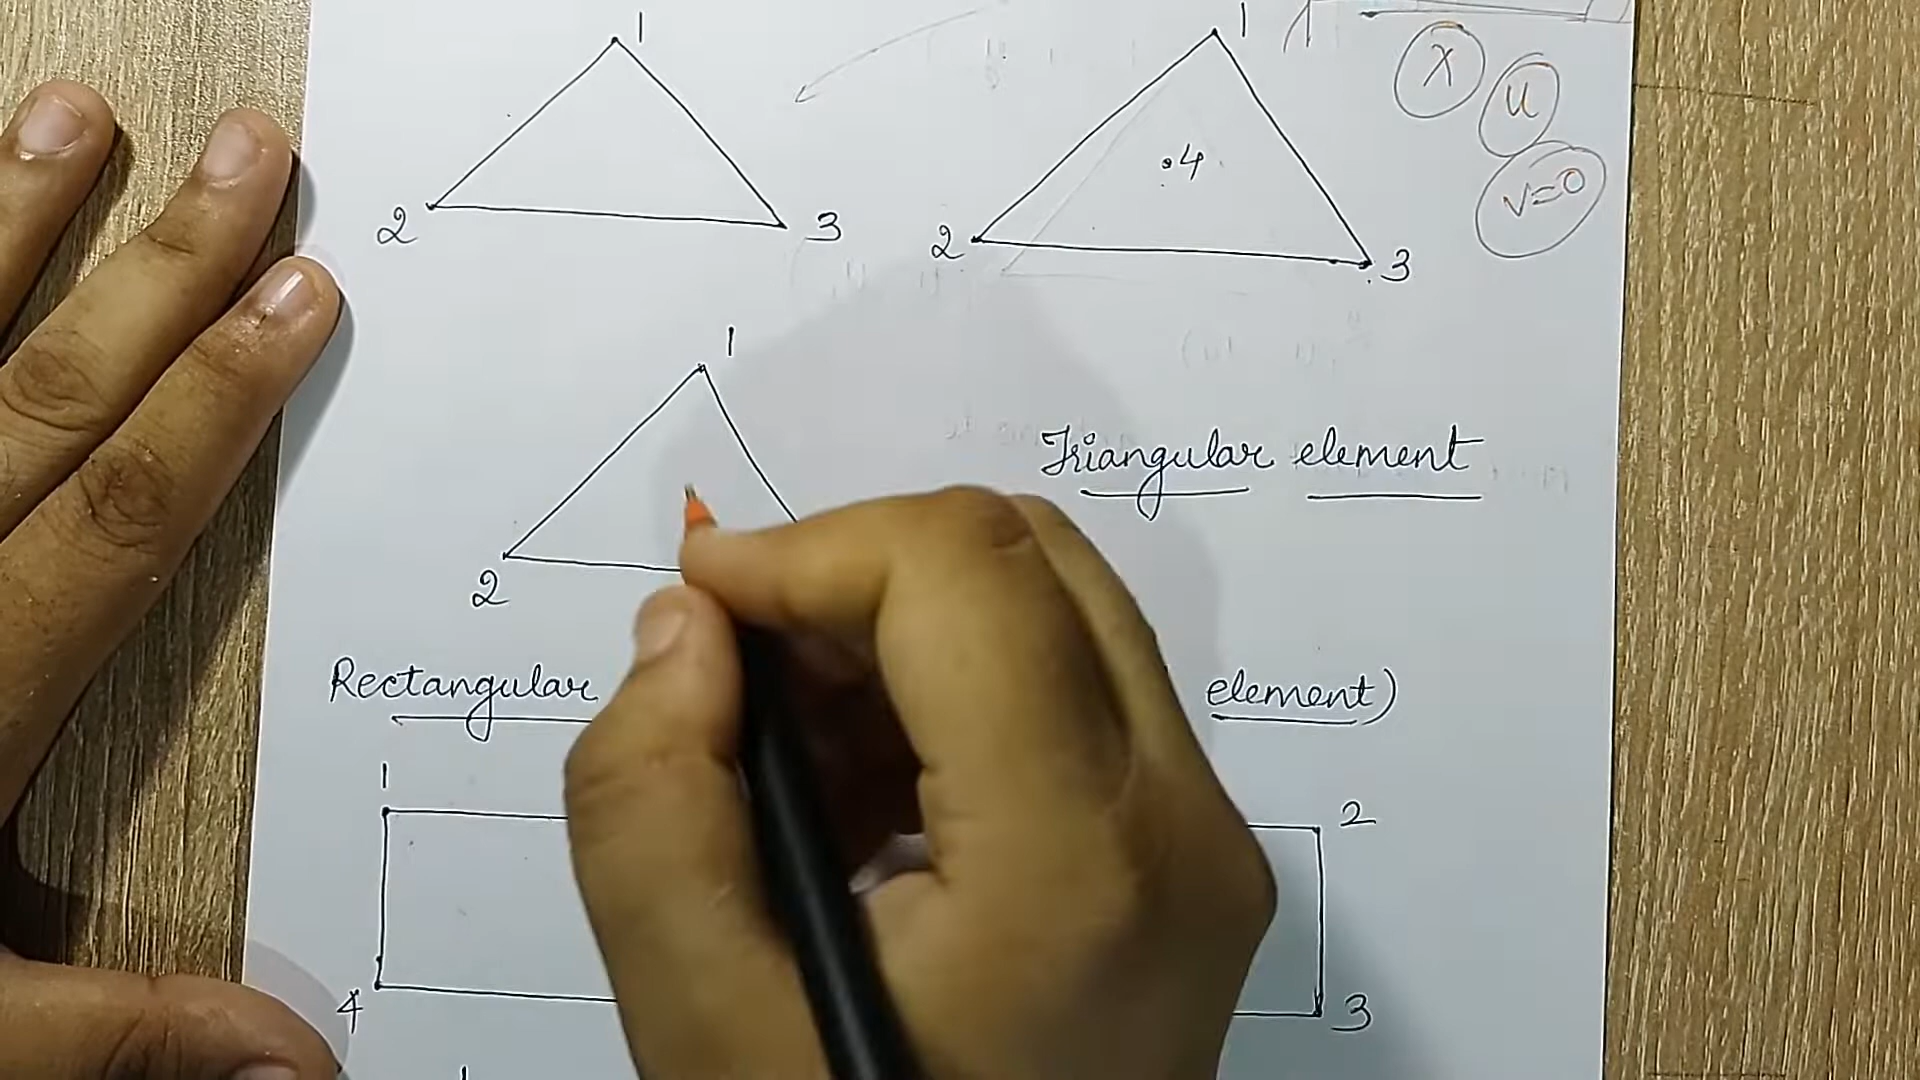 1
2
3
1
2
3
.4
X
u
v=0
1
2
Triangular element
Rectangular element)
1
2
4
3